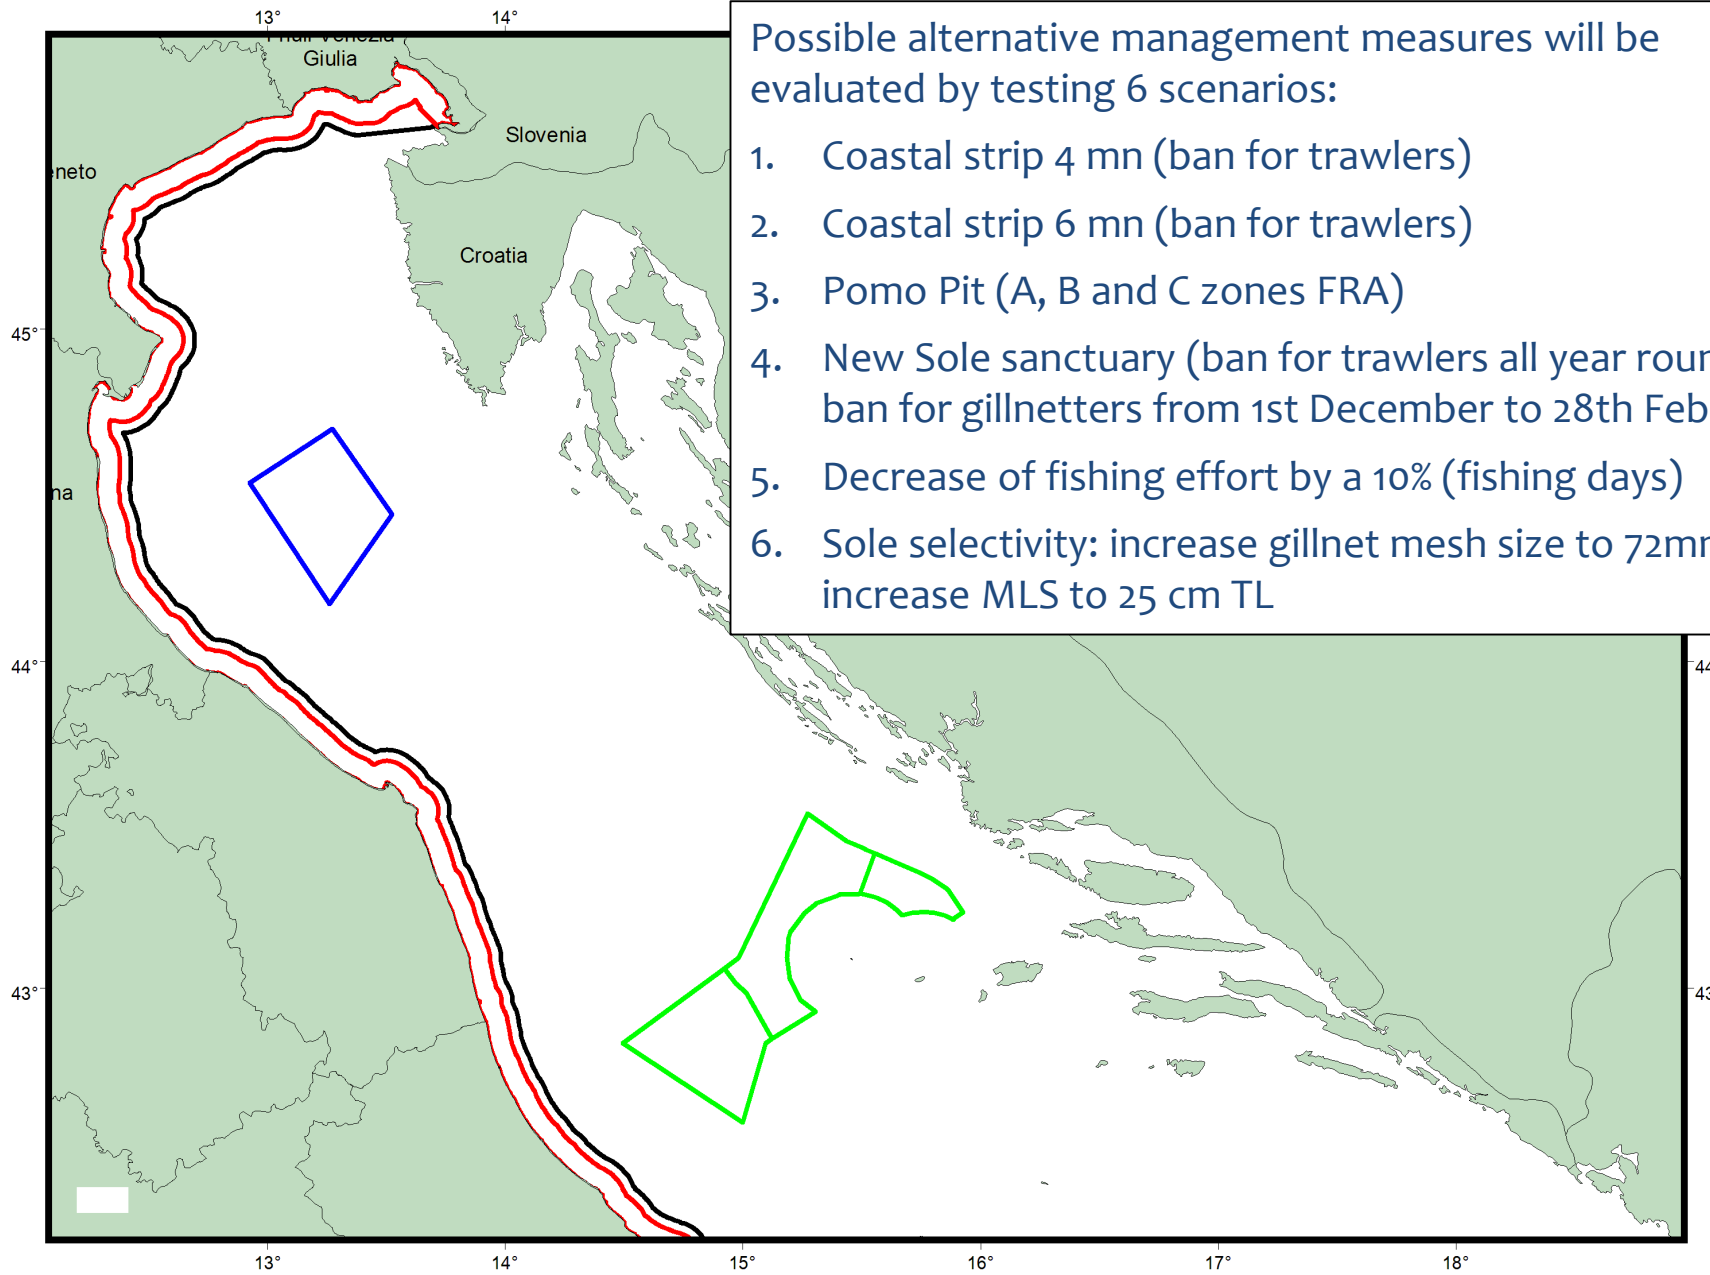 13°
14°
Giulia
Slovenia
Croatia
45°
44°
43°
44
43
13°
14°
15°
16°
17°
18°
Possible alternative management measures will be
evaluated by testing 6 scenarios:
1. Coastal strip 4 mn (ban for trawlers)
2. Coastal strip 6 mn (ban for trawlers)
3. Pomo Pit (A, B and C zones FRA)
4. New Sole sanctuary (ban for trawlers all year
ban for gillnetters from 1st December to 28th Feb
5. Decrease of fishing effort by a 10% (fishing days)
6. Sole selectivity: increase gillnet mesh size to
increase MLS to 25 cm TL